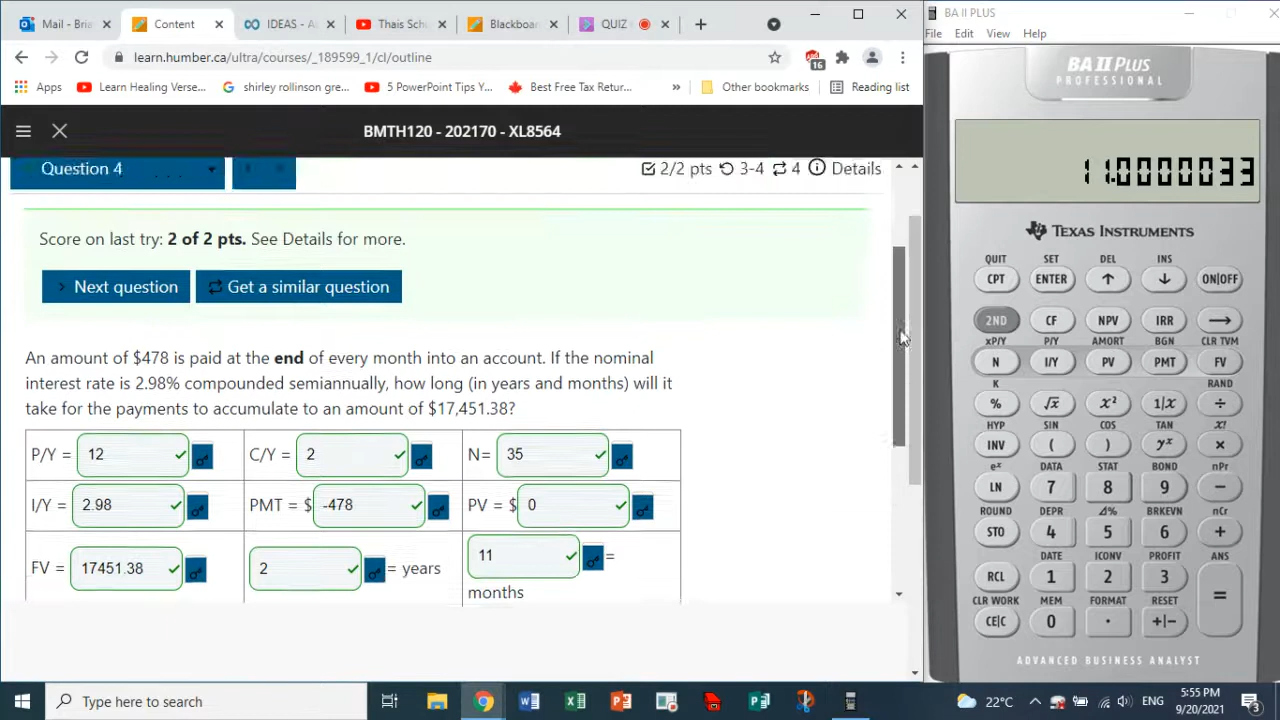 Mail - Bria
Content
IDEAS - A
Thais Schu
Blackboa
QUIZ
BA II PLUS
File Edit View Help
learn.humber.ca/ultra/courses/_189599_1/cl/outline
16
Apps
Learn Healing Verse...
shirley rollinson gre...
5 PowerPoint Tips Y...
Best Free Tax Retur...
»
Other bookmarks
Reading list
BMTH120 - 202170 - XL8564
Question 4
2/2 pts 3-4 4 Details
Score on last try: 2 of 2 pts. See Details for more.
> Next question
Get a similar question
An amount of $478 is paid at the end of every month into an account. If the nominal
interest rate is 2.98% compounded semiannually, how long (in years and months) will it
take for the payments to accumulate to an amount of $17,451.38?
P/Y = 12 C/Y = 2 N= 35
I/Y = 2.98 PMT = $ -478 PV = $ 0
FV = 17451.38 2 = years 11 =
months
BA II PLUS
PROFESSIONAL
11.0000033
TEXAS INSTRUMENTS
QUIT SET DEL INS
CPT ENTER ↑ ↓ ON|OFF
2ND CF NPV IRR →
xP/Y P/Y AMORT BGN CLR TVM
N I/Y PV PMT FV
K RAND
% √x x² 1/x ÷
HYP SIN COS TAN x!
INV ( ) yˣ ×
eˣ DATA STAT BOND nPr
LN 7 8 9 −
ROUND DEPR Δ% BRKEVN nCr
STO 4 5 6 +
DATE ICONV PROFIT ANS
RCL 1 2 3 =
CLR WORK MEM FORMAT RESET
CE|C 0 . +|−
ADVANCED BUSINESS ANALYST
Type here to search
22°C
ENG
5:55 PM
9/20/2021
3